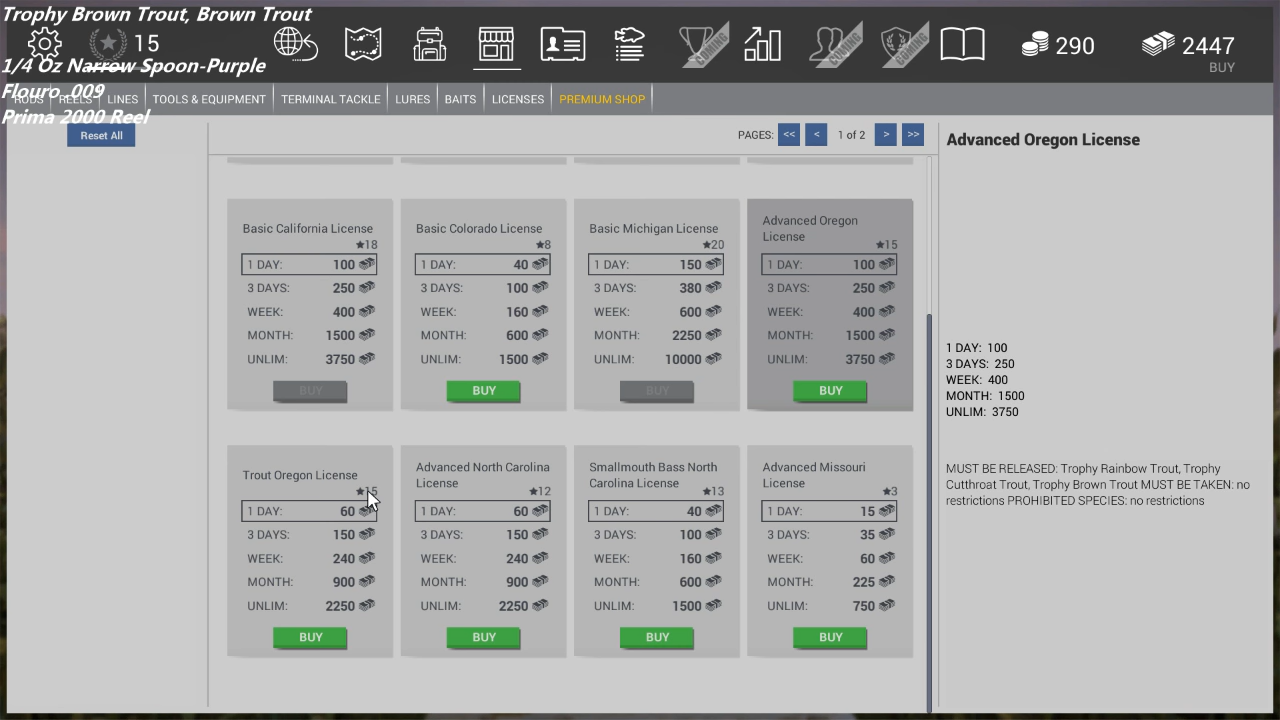 Trophy Brown Trout, Brown Trout
15
290
2447
BUY
1/4 Oz Narrow Spoon-Purple
Flouro .009
Prima 2000 Reel
RODS REELS LINES TOOLS & EQUIPMENT TERMINAL TACKLE LURES BAITS LICENSES PREMIUM SHOP
COMING COMING COMING
Reset All
PAGES: << < 1 of 2 > >>
Basic California License
★18
1 DAY: 100
3 DAYS: 250
WEEK: 400
MONTH: 1500
UNLIM: 3750
BUY
Basic Colorado License
★8
1 DAY: 40
3 DAYS: 100
WEEK: 160
MONTH: 600
UNLIM: 1500
BUY
Basic Michigan License
★20
1 DAY: 150
3 DAYS: 380
WEEK: 600
MONTH: 2250
UNLIM: 10000
BUY
Advanced Oregon
License
★15
1 DAY: 100
3 DAYS: 250
WEEK: 400
MONTH: 1500
UNLIM: 3750
BUY
Trout Oregon License
★15
1 DAY: 60
3 DAYS: 150
WEEK: 240
MONTH: 900
UNLIM: 2250
BUY
Advanced North Carolina
License
★12
1 DAY: 60
3 DAYS: 150
WEEK: 240
MONTH: 900
UNLIM: 2250
BUY
Smallmouth Bass North
Carolina License
★13
1 DAY: 40
3 DAYS: 100
WEEK: 160
MONTH: 600
UNLIM: 1500
BUY
Advanced Missouri
License
★3
1 DAY: 15
3 DAYS: 35
WEEK: 60
MONTH: 225
UNLIM: 750
BUY
Advanced Oregon License
1 DAY: 100
3 DAYS: 250
WEEK: 400
MONTH: 1500
UNLIM: 3750
MUST BE RELEASED: Trophy Rainbow Trout, Trophy
Cutthroat Trout, Trophy Brown Trout MUST BE TAKEN: no
restrictions PROHIBITED SPECIES: no restrictions